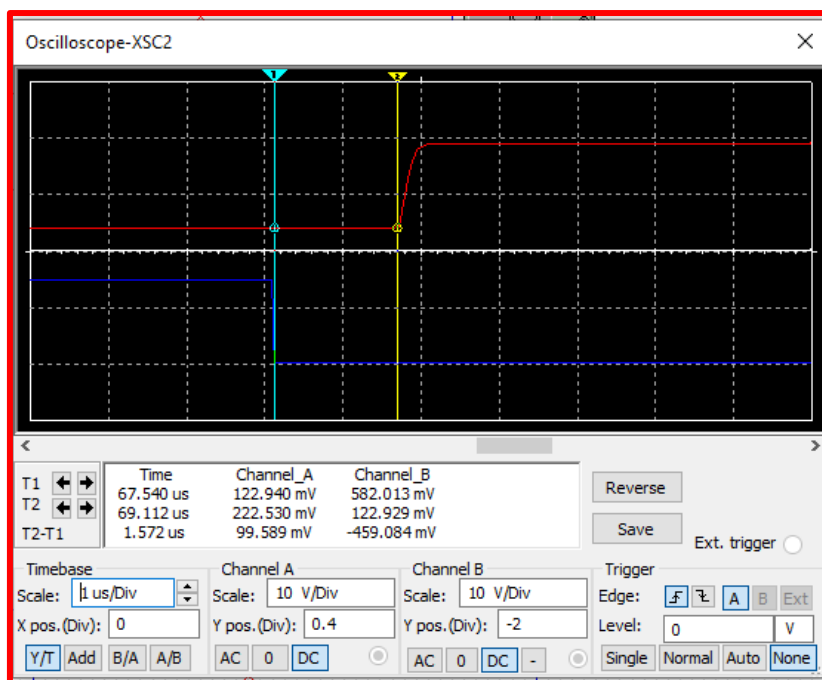 Oscilloscope-XSC2
1 2
T1
T2
T2-T1
Time Channel_A Channel_B
67.540 us 122.940 mV 582.013 mV
69.112 us 222.530 mV 122.929 mV
1.572 us 99.589 mV -459.084 mV
Reverse
Save
Ext. trigger
Timebase
Scale: 1 us/Div
X pos.(Div): 0
Y/T Add B/A A/B
Channel A
Scale: 10 V/Div
Y pos.(Div): 0.4
AC 0 DC
Channel B
Scale: 10 V/Div
Y pos.(Div): -2
AC 0 DC -
Trigger
Edge: A B Ext
Level: 0 V
Single Normal Auto None